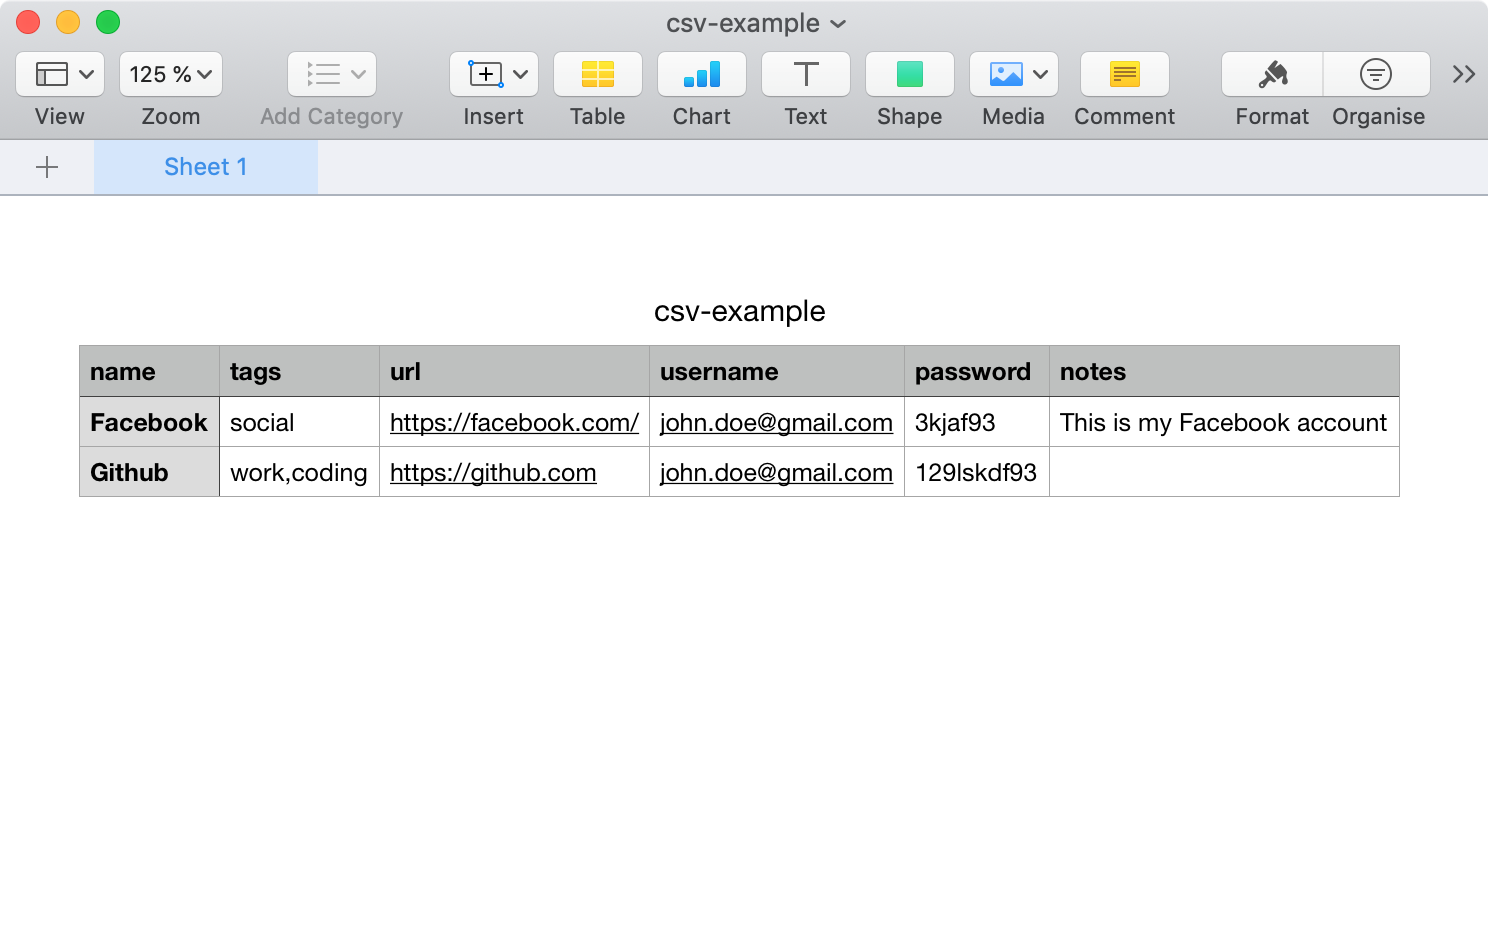 csv-example
125 %
View Zoom Add Category Insert Table Chart Text Shape Media Comment Format Organise
Sheet 1
csv-example
name tags url username password notes
Facebook social https://facebook.com/ john.doe@gmail.com 3kjaf93 This is my Facebook account
Github work,coding https://github.com john.doe@gmail.com 129lskdf93